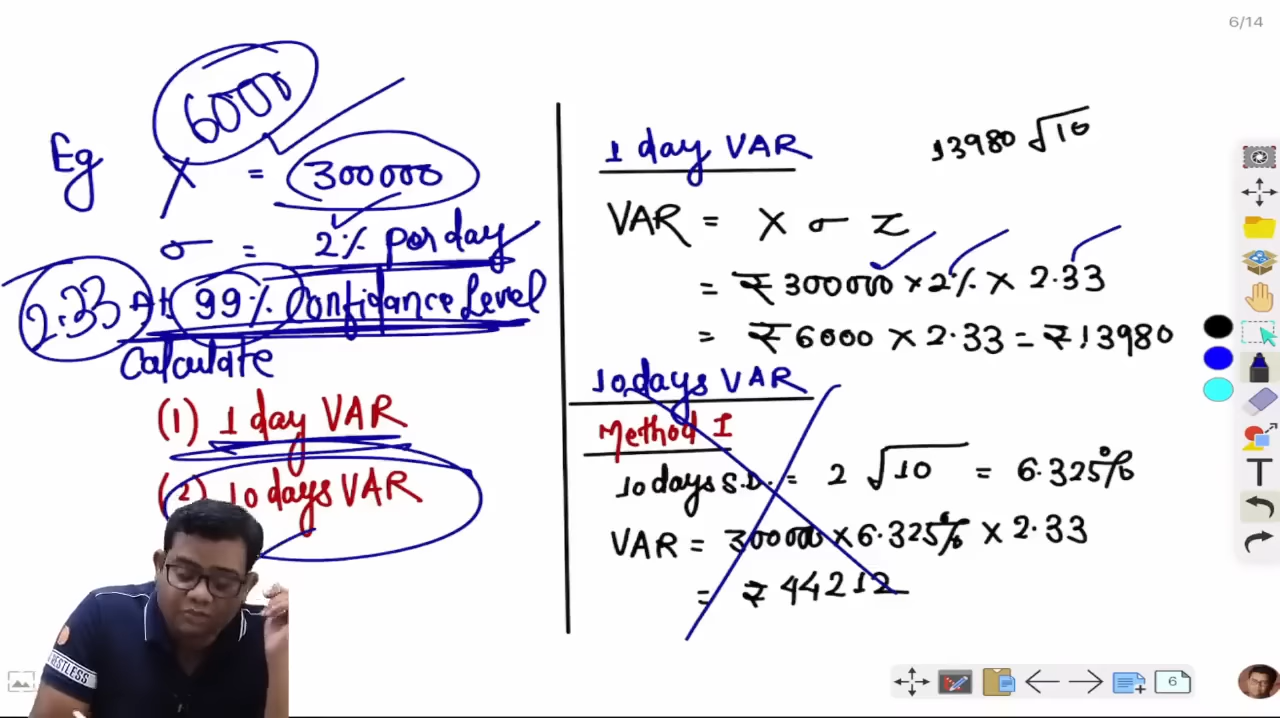 6/14
6000
Eg X = 300000
σ = 2% per day
2.33 At 99% Confidance Level
Calculate
(1) 1 day VAR
(2) 10 days VAR
1 day VAR
13980 √10
VAR = X σ Z
= ₹ 300000 × 2% × 2.33
= ₹ 6000 × 2.33 = ₹ 13980
10 days VAR
Method I
10 days S.D. = 2 √10 = 6.325%
VAR = 300000 × 6.325% × 2.33
= ₹ 44212
RESTLESS
T
6